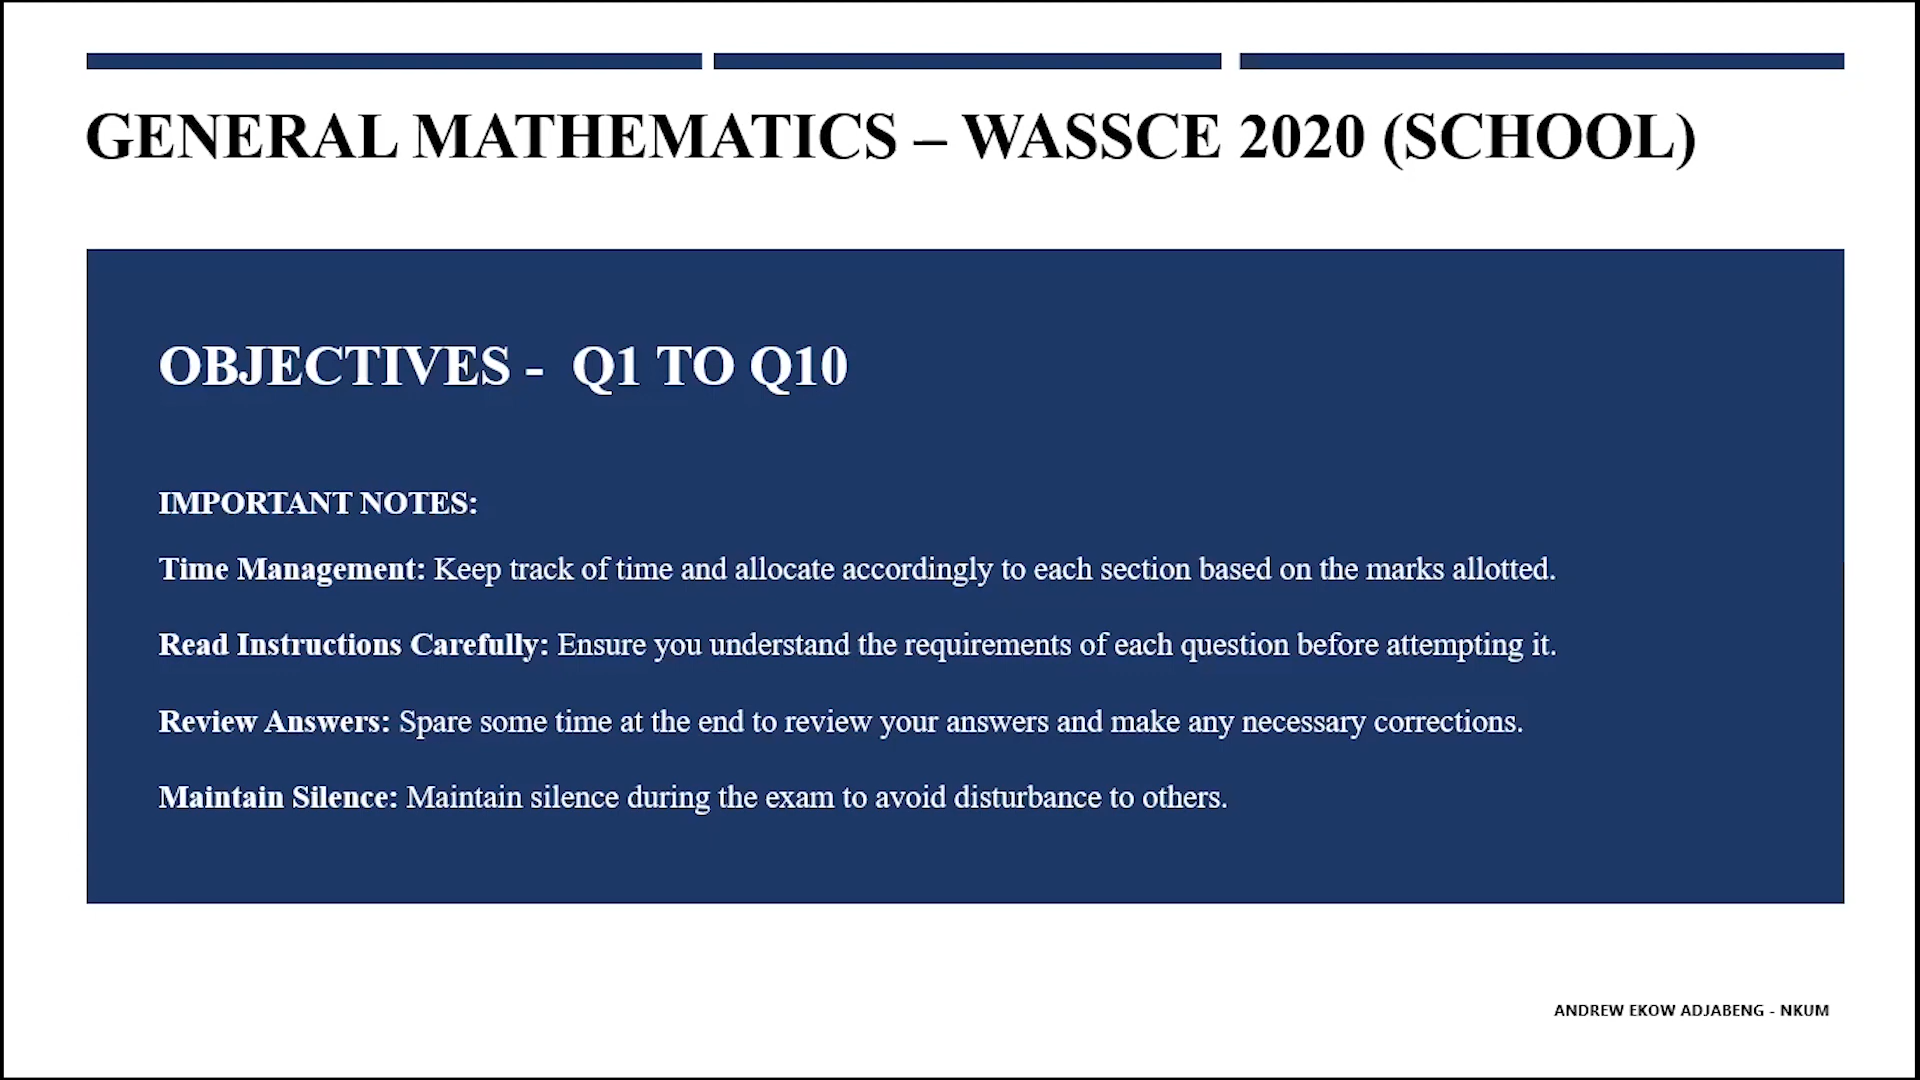 GENERAL MATHEMATICS – WASSCE 2020 (SCHOOL)
OBJECTIVES - Q1 TO Q10
IMPORTANT NOTES:
Time Management: Keep track of time and allocate accordingly to each section based on the marks allotted.
Read Instructions Carefully: Ensure you understand the requirements of each question before attempting it.
Review Answers: Spare some time at the end to review your answers and make any necessary corrections.
Maintain Silence: Maintain silence during the exam to avoid disturbance to others.
ANDREW EKOW ADJABENG - NKUM